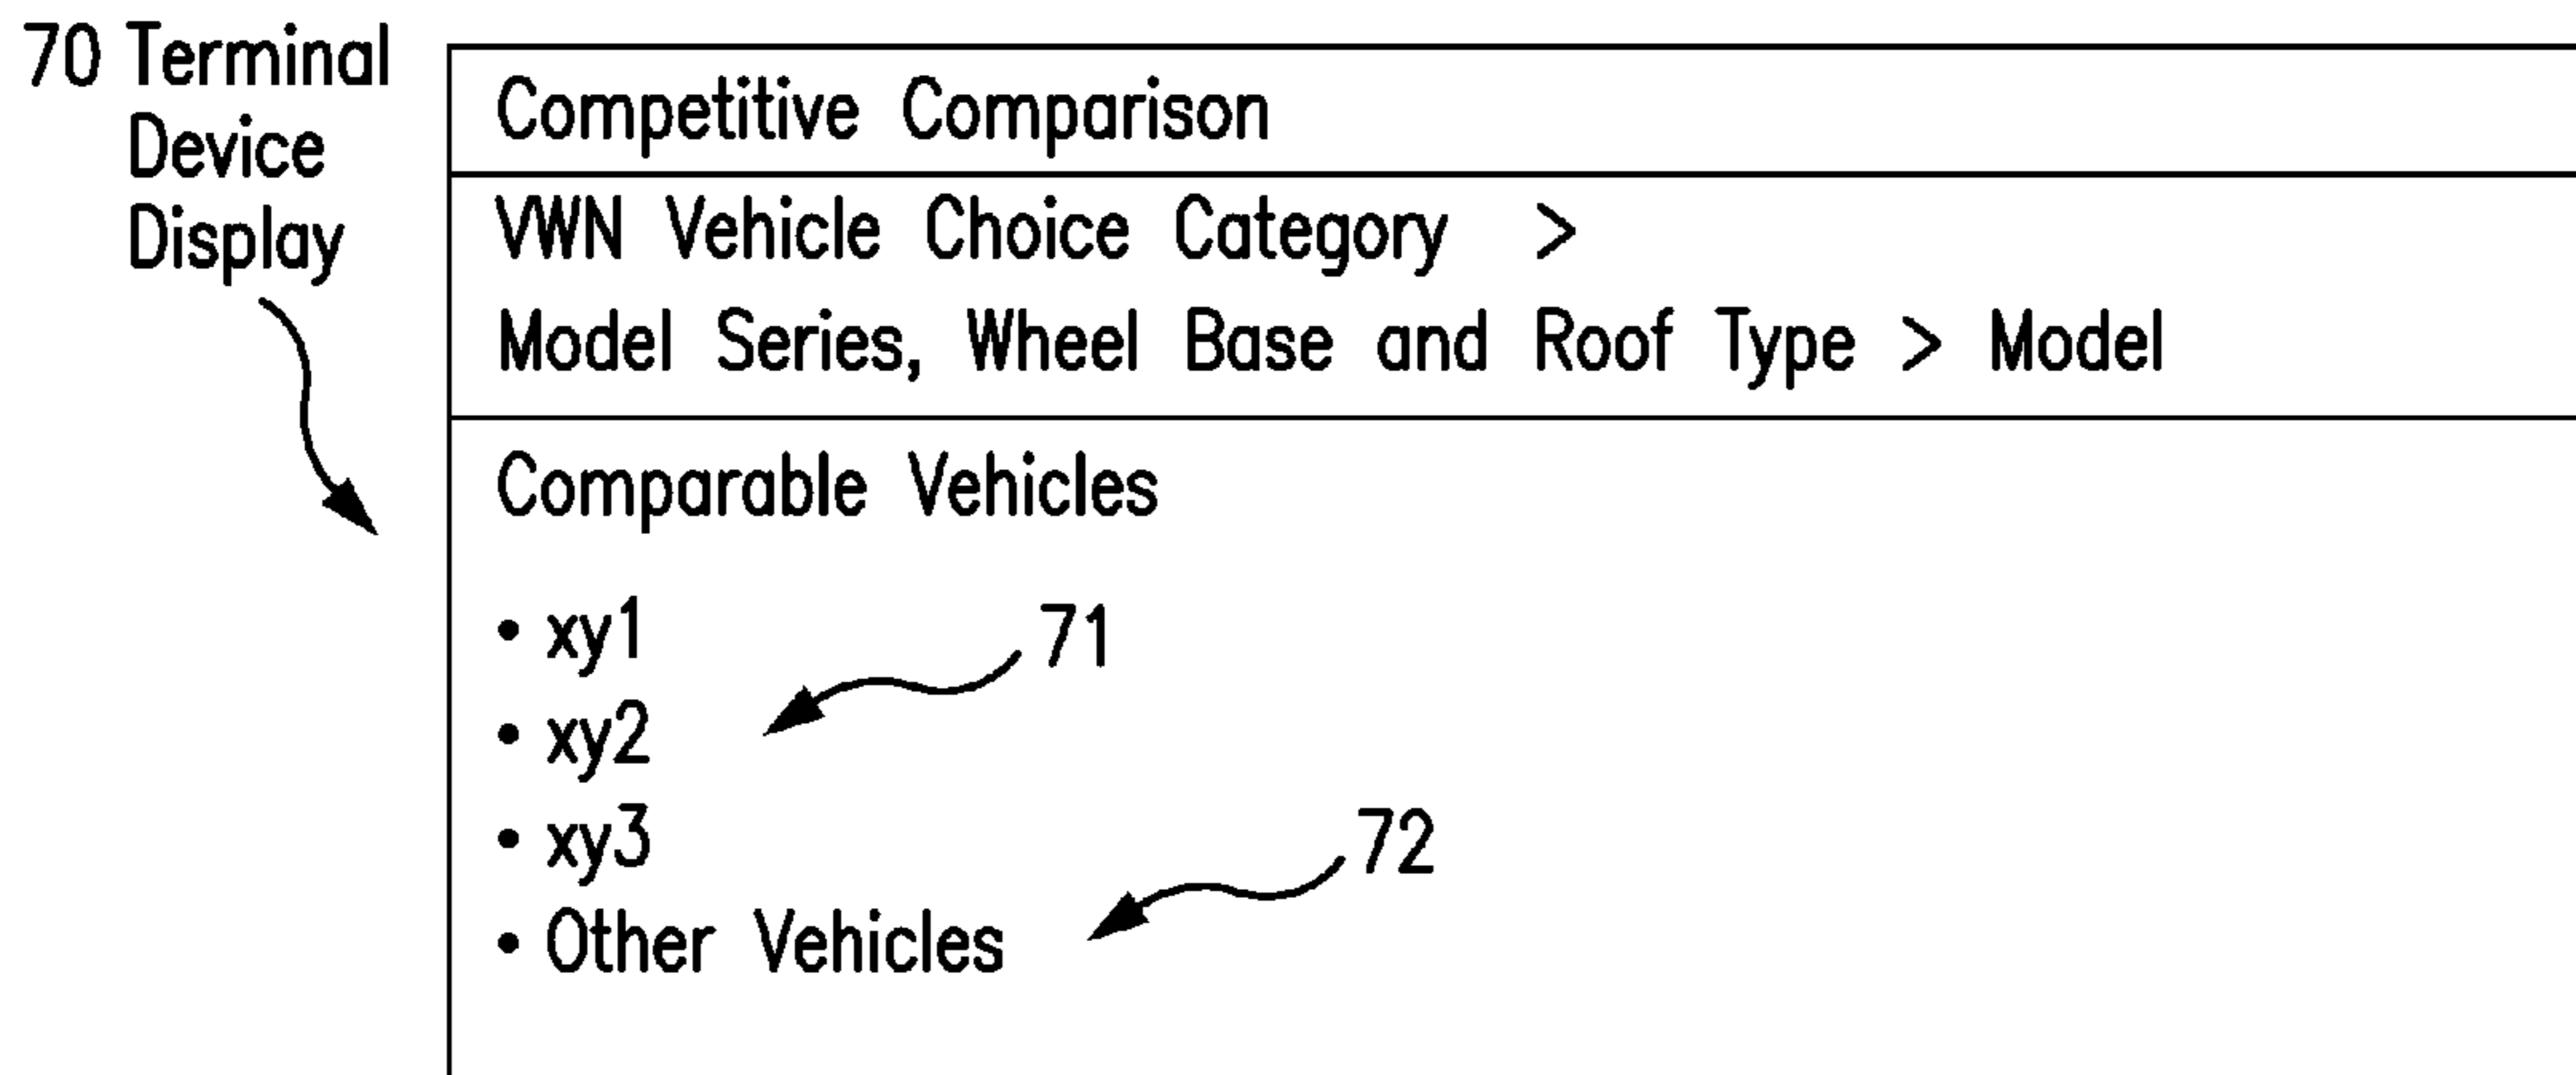 70 Terminal
Device
Display
Competitive Comparison
VWN Vehicle Choice Category >
Model Series, Wheel Base and Roof Type > Model
Comparable Vehicles
• xy1
71
• xy2
• xy3
72
• Other Vehicles